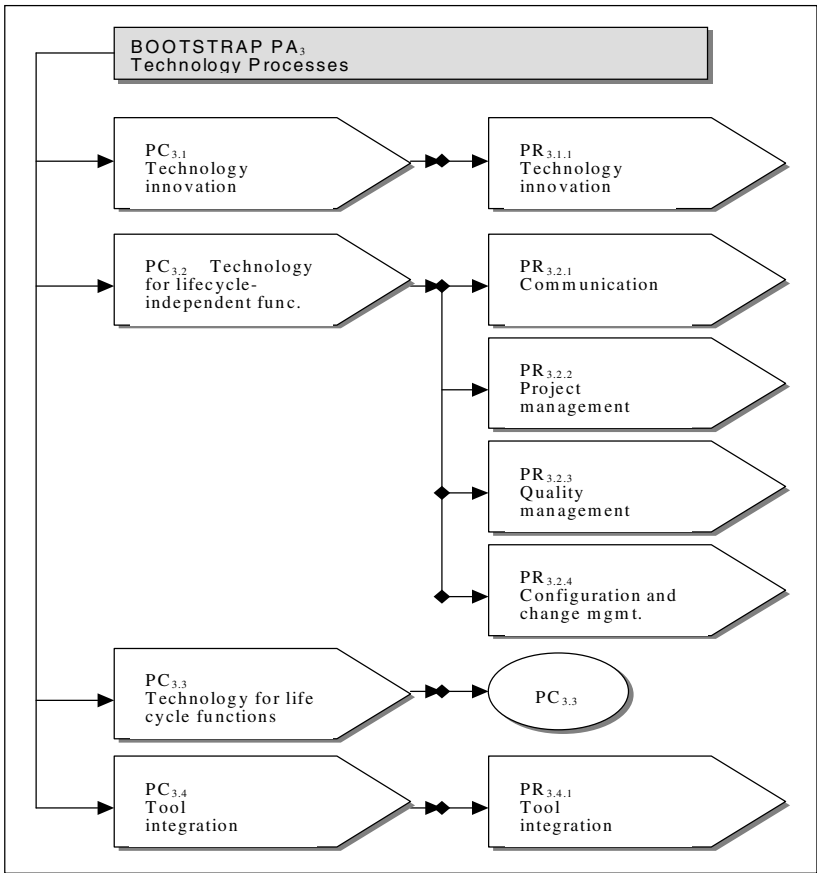 BOOTSTRAP PA3
Technology Processes
PC3.1
Technology
innovation
PR3.1.1
Technology
innovation
PC3.2 Technology
for lifecycle-
independent func.
PR3.2.1
Communication
PR3.2.2
Project
management
PR3.2.3
Quality
management
PR3.2.4
Configuration and
change mgmt.
PC3.3
Technology for life
cycle functions
PC3.3
PC3.4
Tool
integration
PR3.4.1
Tool
integration